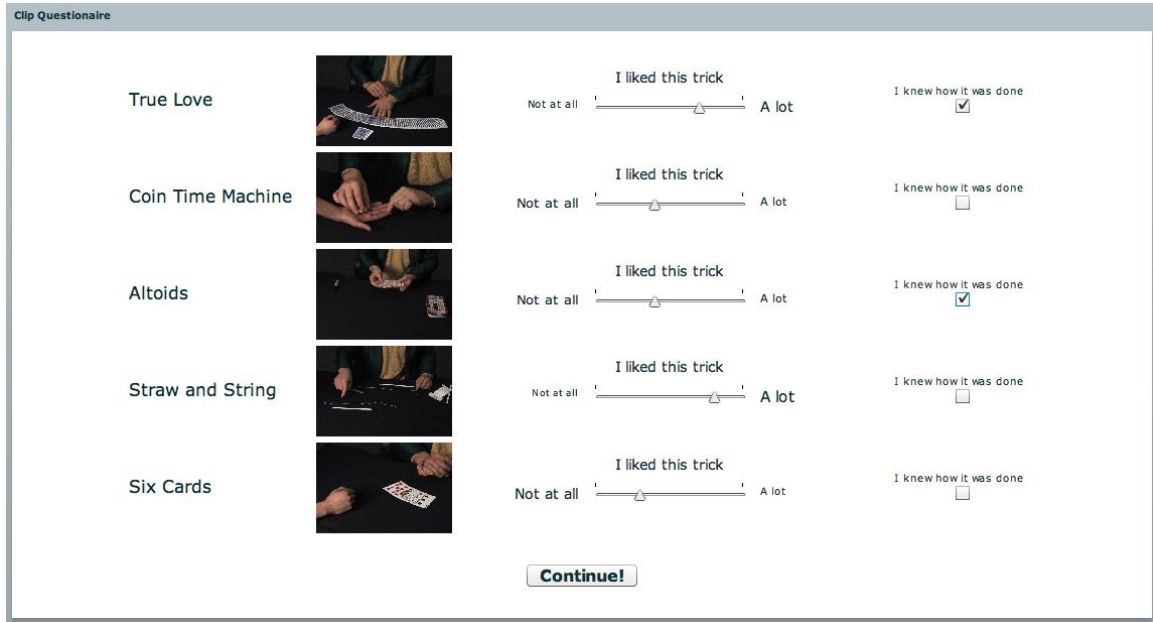 Clip Questionaire
True Love
I liked this trick
Not at all
A lot
I knew how it was done
Coin Time Machine
I liked this trick
Not at all
A lot
I knew how it was done
Altoids
I liked this trick
Not at all
A lot
I knew how it was done
Straw and String
I liked this trick
Not at all
A lot
I knew how it was done
Six Cards
I liked this trick
Not at all
A lot
I knew how it was done
Continue!